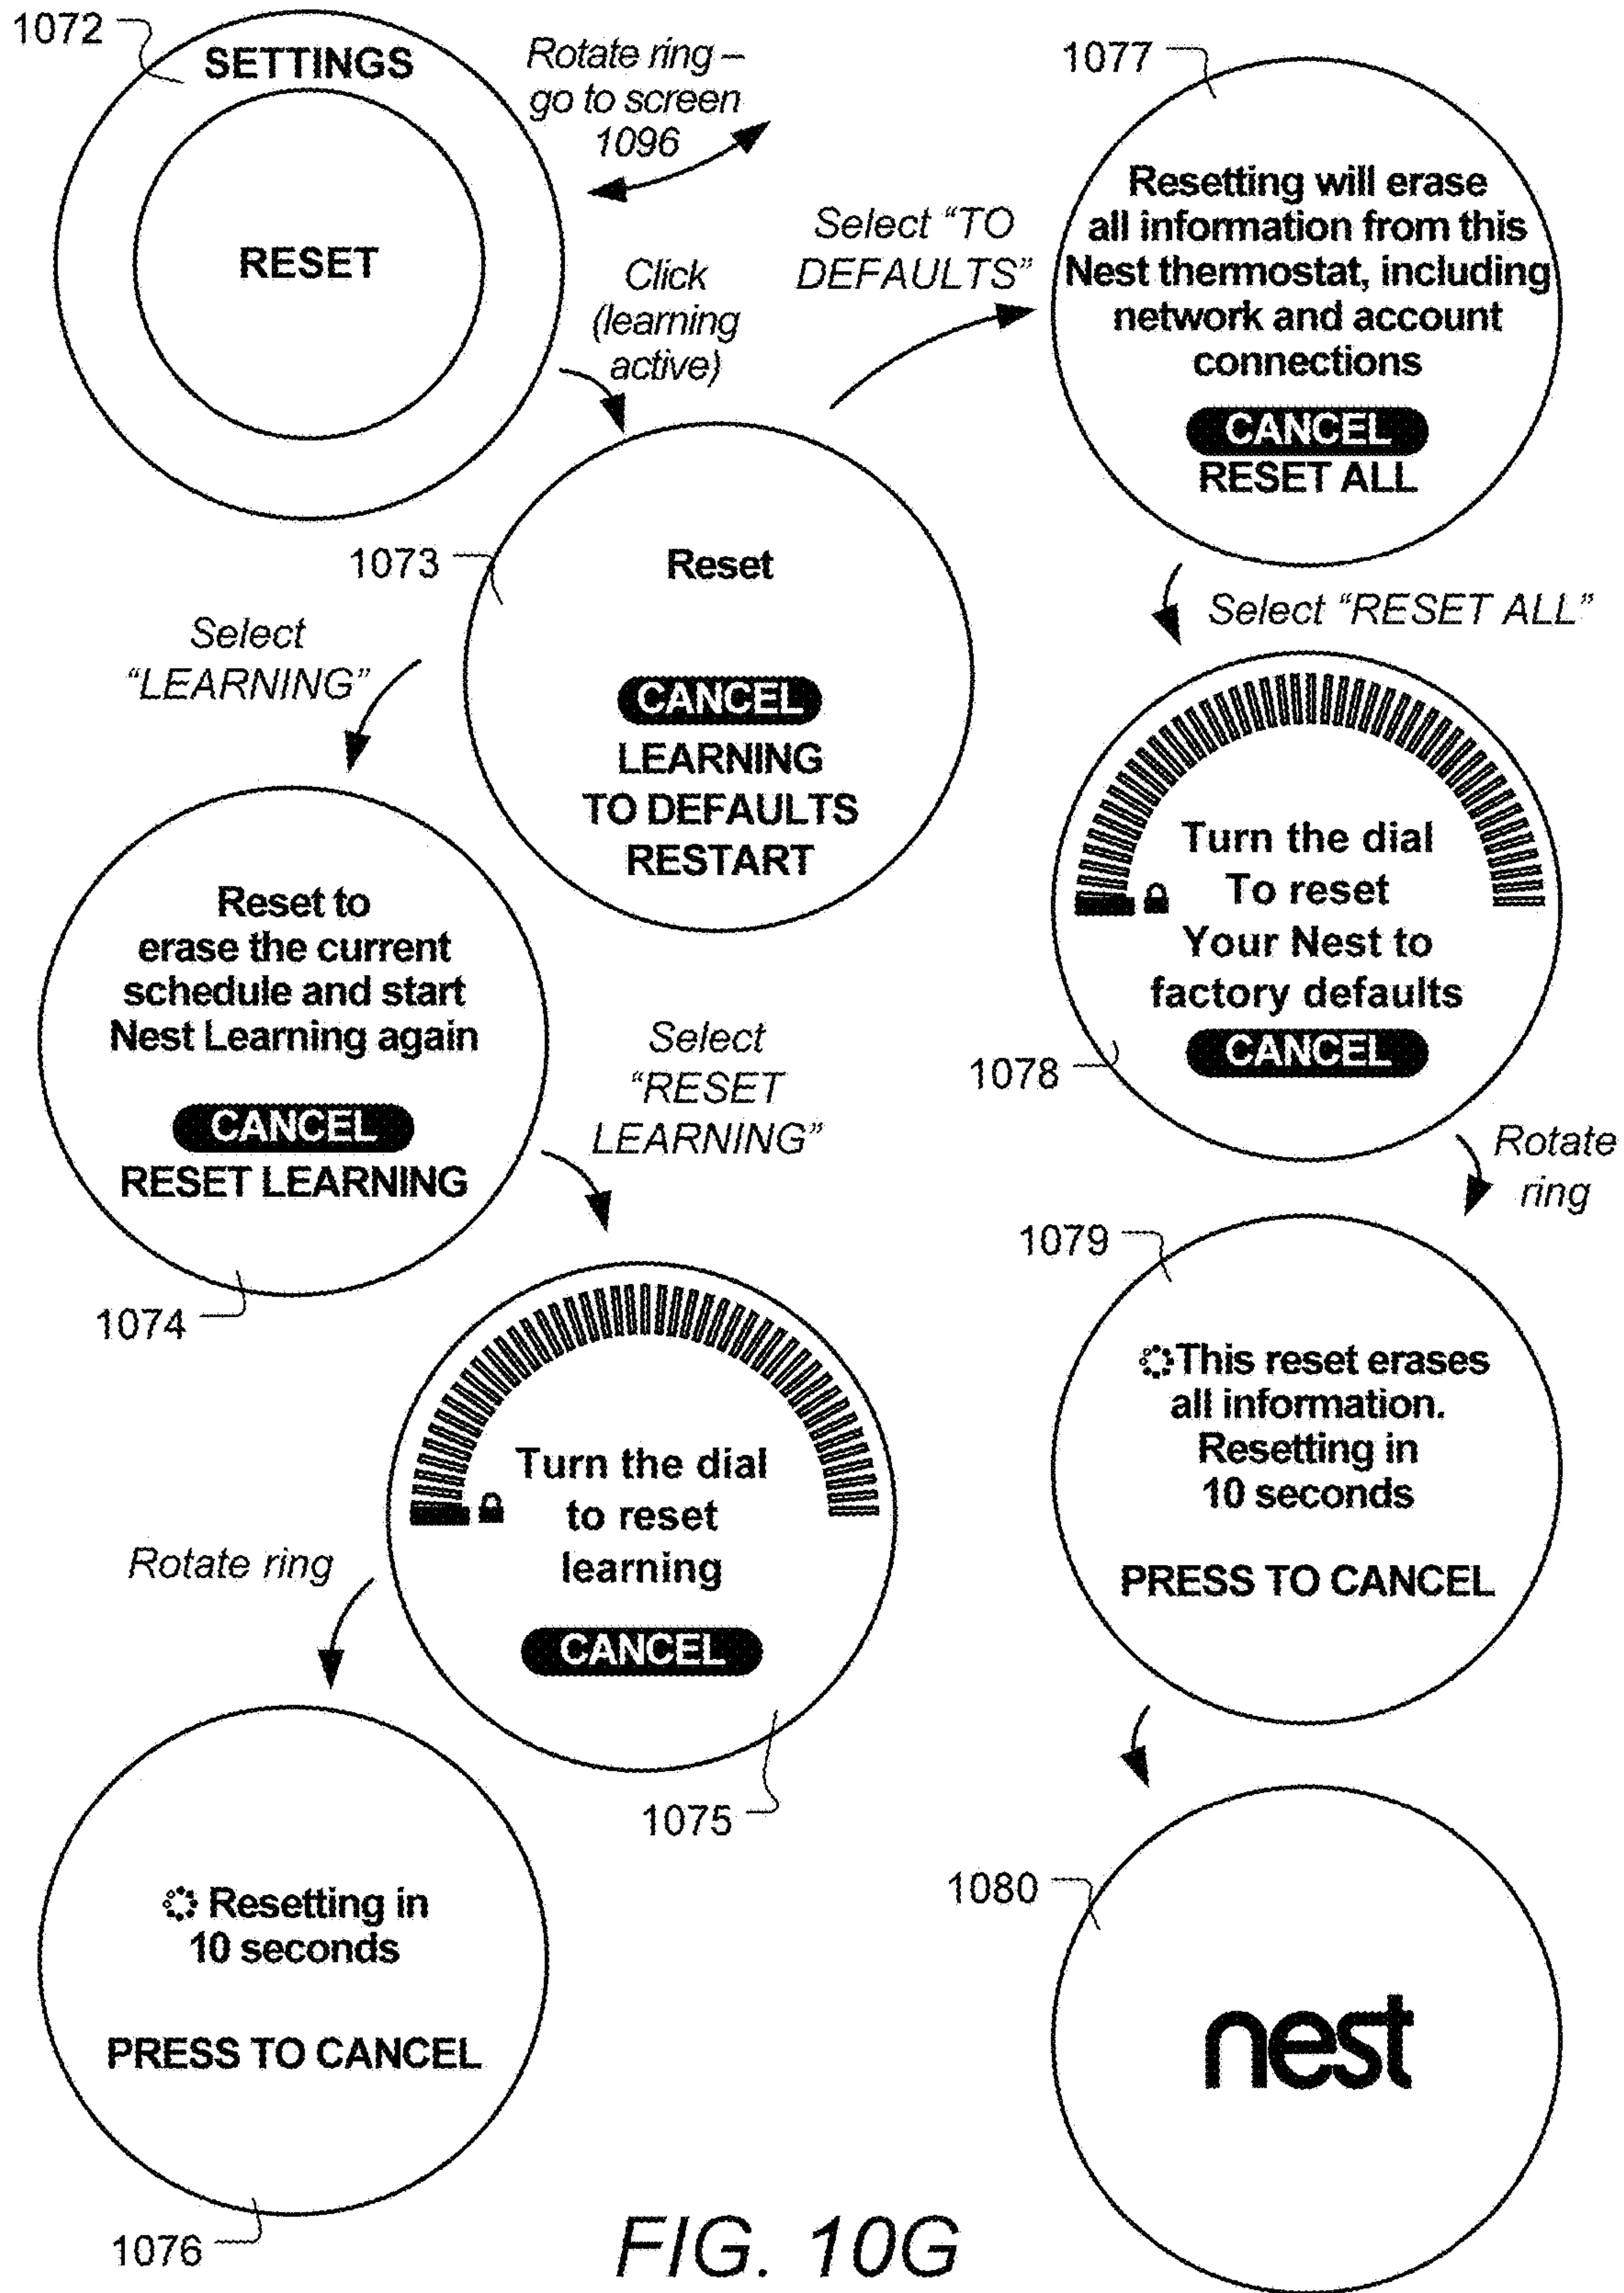 1072
SETTINGS
RESET
Rotate ring –
go to screen
1096
Click
(learning
active)
Select “TO
DEFAULTS”
1077
Resetting will erase
all information from this
Nest thermostat, including
network and account
connections
CANCEL
RESET ALL
1073
Reset
CANCEL
LEARNING
TO DEFAULTS
RESTART
Select
“LEARNING”
Select “RESET ALL”
Reset to
erase the current
schedule and start
Nest Learning again
CANCEL
RESET LEARNING
1074
Select
“RESET
LEARNING”
Turn the dial
To reset
Your Nest to
factory defaults
CANCEL
1078
Rotate
ring
Turn the dial
to reset
learning
CANCEL
1075
Rotate ring
1079
This reset erases
all information.
Resetting in
10 seconds
PRESS TO CANCEL
Resetting in
10 seconds
PRESS TO CANCEL
1076
1080
nest
FIG. 10G